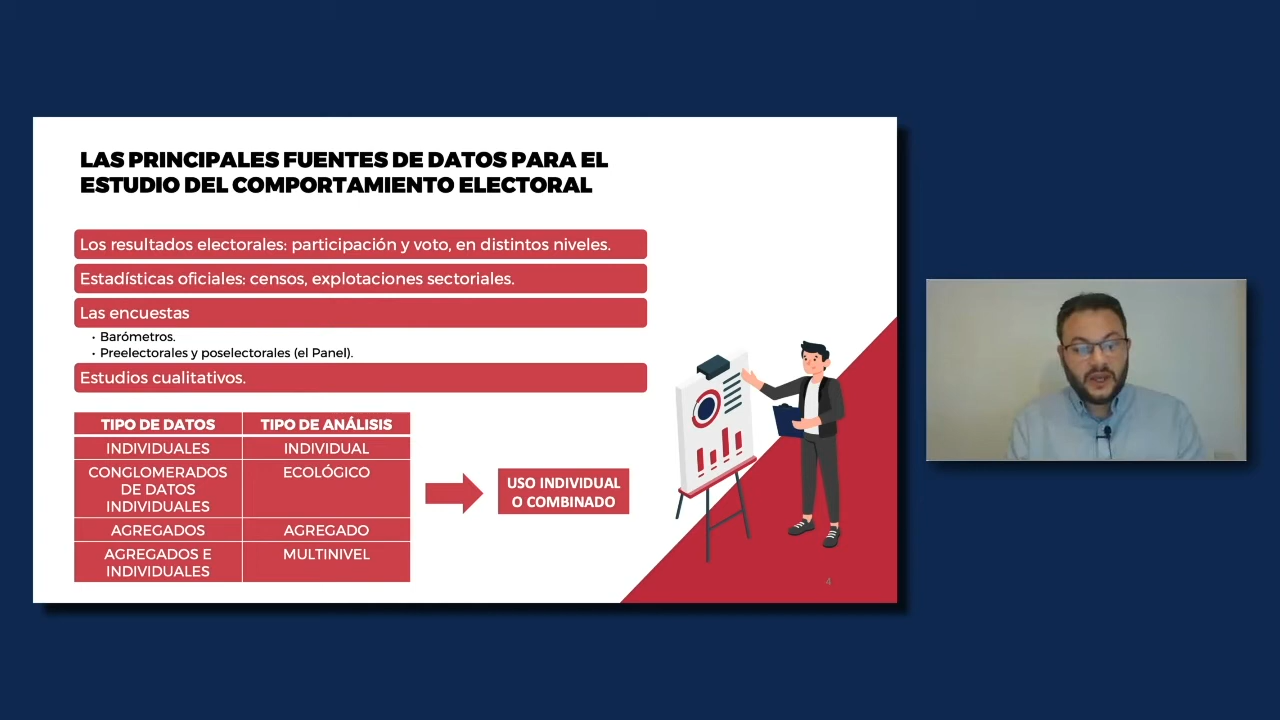 LAS PRINCIPALES FUENTES DE DATOS PARA EL
ESTUDIO DEL COMPORTAMIENTO ELECTORAL
Los resultados electorales: participación y voto, en distintos niveles.
Estadísticas oficiales: censos, explotaciones sectoriales.
Las encuestas
• Barómetros.
• Preelectorales y poselectorales (el Panel).
Estudios cualitativos.
TIPO DE DATOS
TIPO DE ANÁLISIS
INDIVIDUALES
INDIVIDUAL
CONGLOMERADOS
DE DATOS
INDIVIDUALES
ECOLÓGICO
AGREGADOS
AGREGADO
AGREGADOS E
INDIVIDUALES
MULTINIVEL
USO INDIVIDUAL
O COMBINADO
4